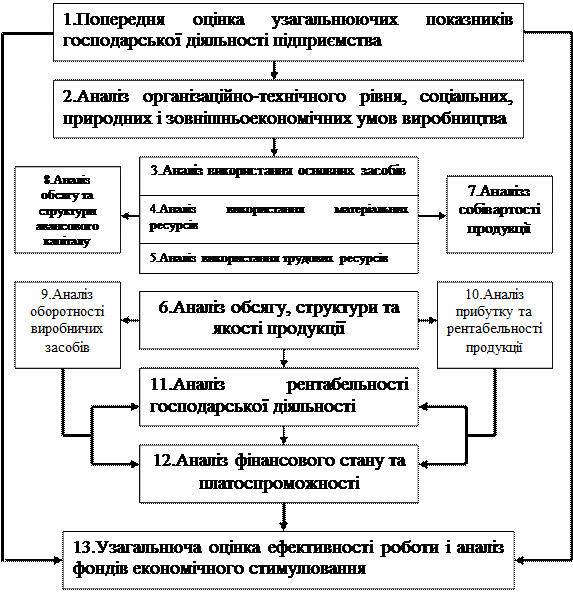 1.Попередня оцінка узагальнюючих показників
господарської діяльності підприємства
2.Аналіз організаційно-технічного рівня, соціальних,
природних і зовнішньоекономічних умов виробництва
3.Аналіз використання основних засобів
4.Аналіз використання матеріальних
ресурсів
5.Аналіз використання трудових ресурсів
8.Аналіз
обсягу та
структури
авансового
капіталу
7.Аналізз
собівартості
продукції
9.Аналіз
оборотності
виробничих
засобів
6.Аналіз обсягу, структури та
якості продукції
10.Аналіз
прибутку та
рентабельності
продукції
11.Аналіз рентабельності
господарської діяльності
12.Аналіз фінансового стану та
платоспроможності
13.Узагальнююча оцінка ефективності роботи і аналіз
фондів економічного стимулювання